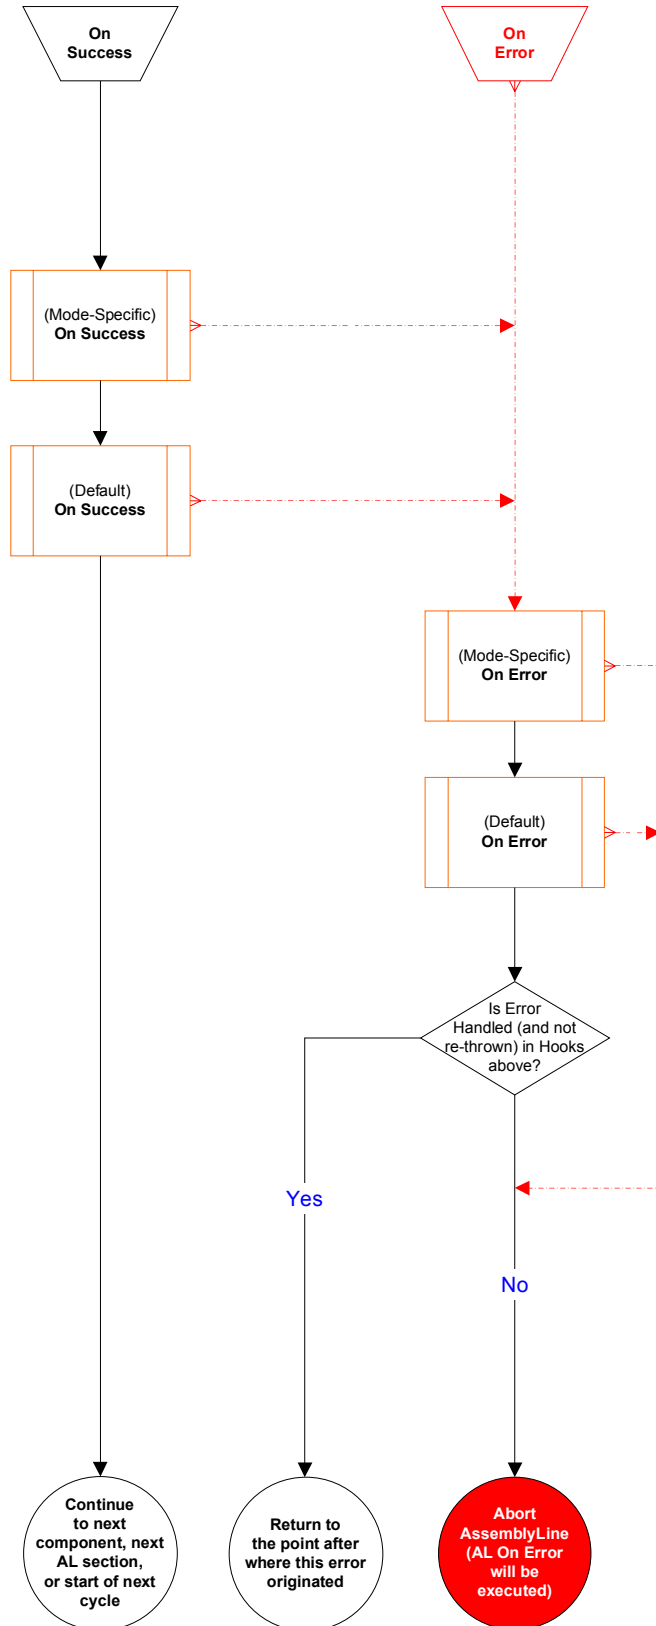 On
Success
On
Error
(Mode-Specific)
On Success
(Default)
On Success
(Mode-Specific)
On Error
(Default)
On Error
Is Error
Handled (and not
re-thrown) in Hooks
above?
Yes
No
Continue
to next
component, next
AL section,
or start of next
cycle
Return to
the point after
where this error
originated
Abort
AssemblyLine
(AL On Error
will be
executed)